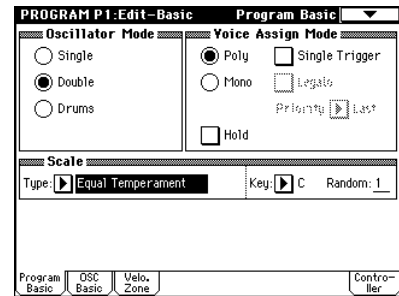 PROGRAM P1:Edit-Basic Program Basic
Oscillator Mode
Single
Double
Drums
Voice Assign Mode
Poly Single Trigger
Mono Legato
Priority Last
Hold
Scale
Type: Equal Temperament Key: C Random: 1
Program Basic
OSC Basic
Velo. Zone
Contro-
ller